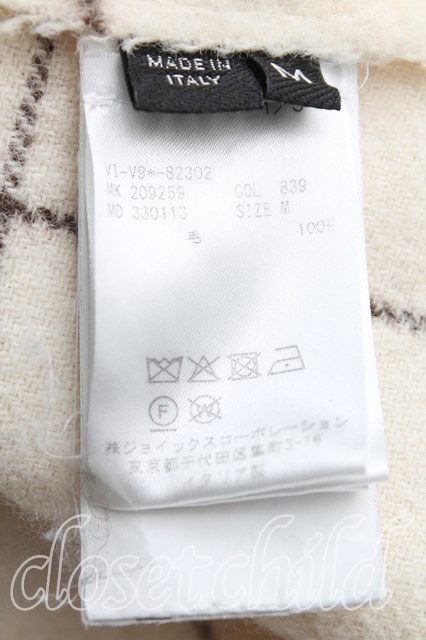 MADE IN
ITALY
M
VI-V9*-82302
MK 209259 COL. 839
MD 330113 SIZE M
毛 100%
F W
㈱ジョイックスコーポレーション
東京都千代田区隼町3-16
イタリア製
closetchild